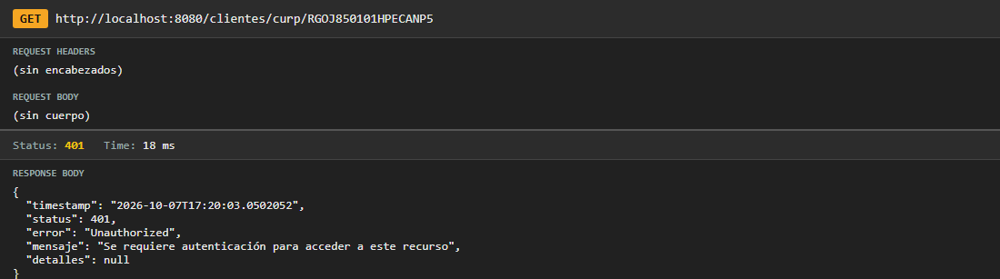 GET http://localhost:8080/clientes/curp/RGOJ850101HPECANP5
REQUEST HEADERS
(sin encabezados)
REQUEST BODY
(sin cuerpo)
Status: 401 Time: 18 ms
RESPONSE BODY
{
  "timestamp": "2026-10-07T17:20:03.0502052",
  "status": 401,
  "error": "Unauthorized",
  "mensaje": "Se requiere autenticación para acceder a este recurso",
  "detalles": null
}